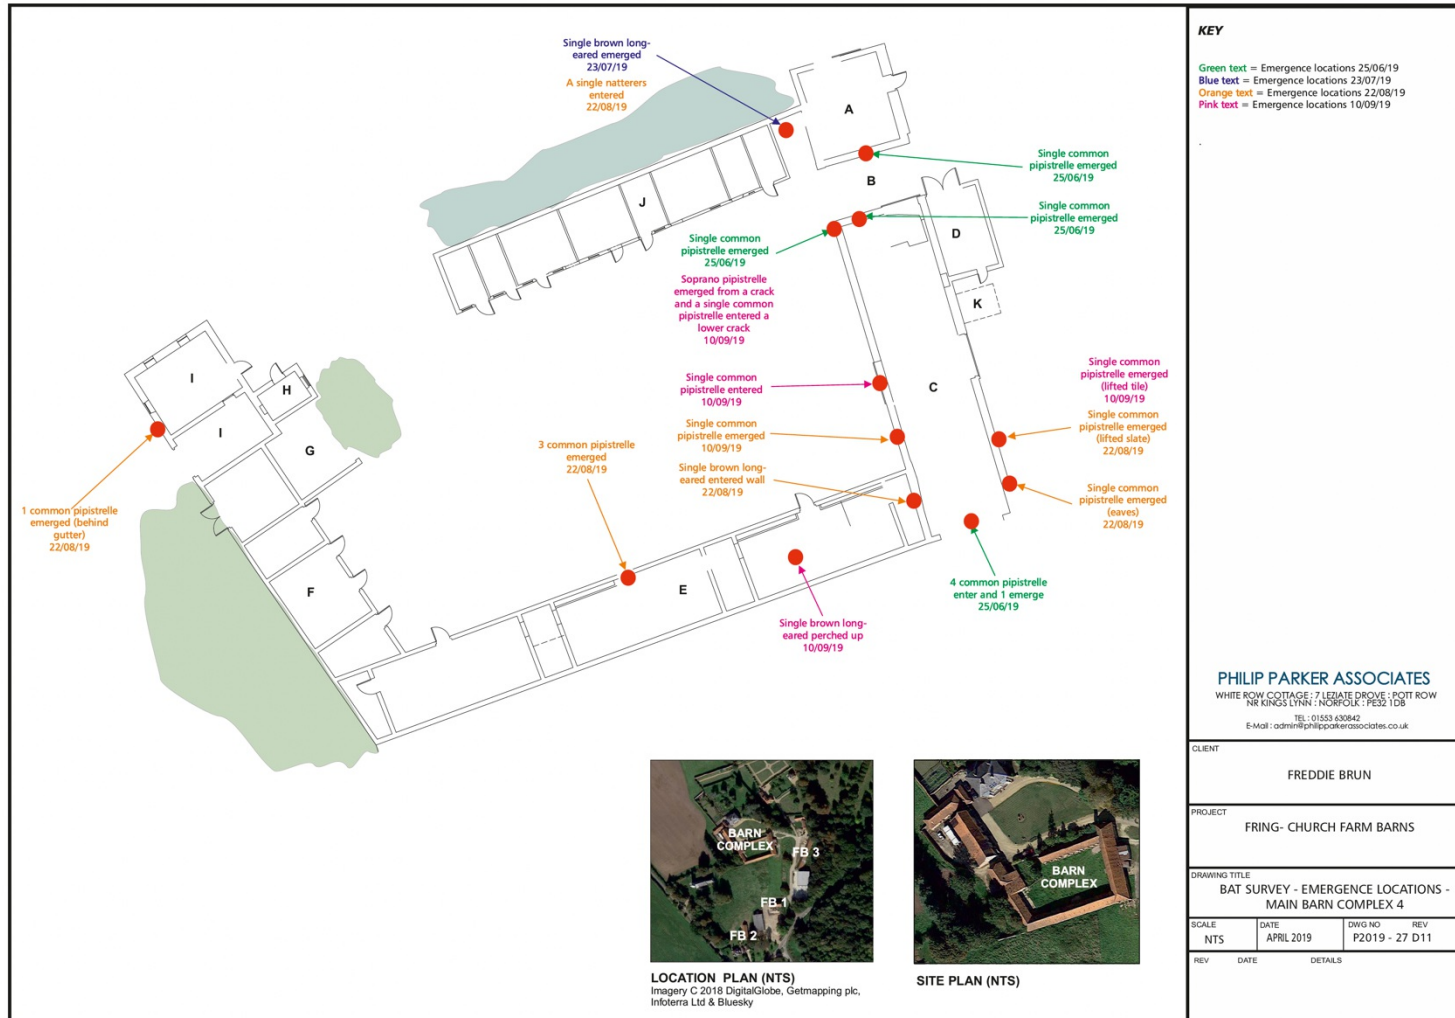 Single brown long-
eared emerged
23/07/19
A single natterers
entered
22/08/19
A
Single common
pipistrelle emerged
25/06/19
B
Single common
pipistrelle emerged
25/06/19
J
D
Single common
pipistrelle emerged
25/06/19
Soprano pipistrelle
emerged from a crack
and a single common
pipistrelle entered a
lower crack
10/09/19
K
I
H
I
G
C
Single common
pipistrelle entered
10/09/19
Single common
pipistrelle emerged
(lifted tile)
10/09/19
Single common
pipistrelle emerged
(lifted slate)
22/08/19
Single common
pipistrelle emerged
10/09/19
3 common pipistrelle
emerged
22/08/19
Single brown long-
eared entered wall
22/08/19
Single common
pipistrelle emerged
(eaves)
22/08/19
1 common pipistrelle
emerged (behind
gutter)
22/08/19
F
E
4 common pipistrelle
enter and 1 emerge
25/06/19
Single brown long-
eared perched up
10/09/19
BARN
COMPLEX
FB 3
FB 1
FB 2
LOCATION PLAN (NTS)
Imagery C 2018 DigitalGlobe, Getmapping plc,
Infoterra Ltd & Bluesky
BARN
COMPLEX
SITE PLAN (NTS)
KEY
Green text = Emergence locations 25/06/19
Blue text = Emergence locations 23/07/19
Orange text = Emergence locations 22/08/19
Pink text = Emergence locations 10/09/19
PHILIP PARKER ASSOCIATES
WHITE ROW COTTAGE : 7 LEZIATE DROVE : POTT ROW
NR KINGS LYNN : NORFOLK : PE32 1DB
TEL : 01553 630842
E-Mail : admin@philipparkerassociates.co.uk
CLIENT
FREDDIE BRUN
PROJECT
FRING- CHURCH FARM BARNS
DRAWING TITLE
BAT SURVEY - EMERGENCE LOCATIONS -
MAIN BARN COMPLEX 4
SCALE DATE DWG NO REV
NTS APRIL 2019 P2019 - 27 D11
REV DATE DETAILS